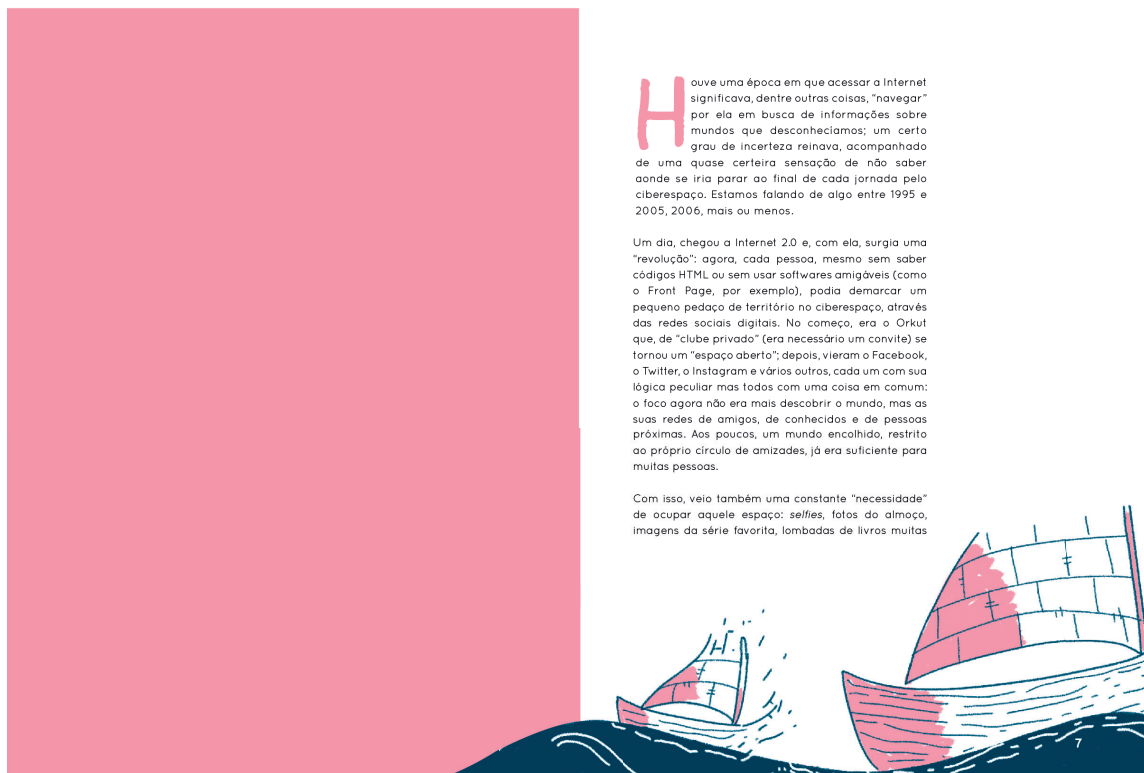 Houve uma época em que acessar a Internet
significava, dentre outras coisas, “navegar”
por ela em busca de informações sobre
mundos que desconhecíamos; um certo
grau de incerteza reinava, acompanhado
de uma quase certeira sensação de não saber
aonde se iria parar ao final de cada jornada pelo
ciberespaço. Estamos falando de algo entre 1995 e
2005, 2006, mais ou menos.
Um dia, chegou a Internet 2.0 e, com ela, surgia uma
“revolução”: agora, cada pessoa, mesmo sem saber
códigos HTML ou sem usar softwares amigáveis (como
o Front Page, por exemplo), podia demarcar um
pequeno pedaço de território no ciberespaço, através
das redes sociais digitais. No começo, era o Orkut
que, de “clube privado” (era necessário um convite) se
tornou um “espaço aberto”; depois, vieram o Facebook,
o Twitter, o Instagram e vários outros, cada um com sua
lógica peculiar mas todos com uma coisa em comum:
o foco agora não era mais descobrir o mundo, mas as
suas redes de amigos, de conhecidos e de pessoas
próximas. Aos poucos, um mundo encolhido, restrito
ao próprio círculo de amizades, já era suficiente para
muitas pessoas.
Com isso, veio também uma constante “necessidade”
de ocupar aquele espaço: selfies, fotos do almoço,
imagens da série favorita, lombadas de livros muitas
7